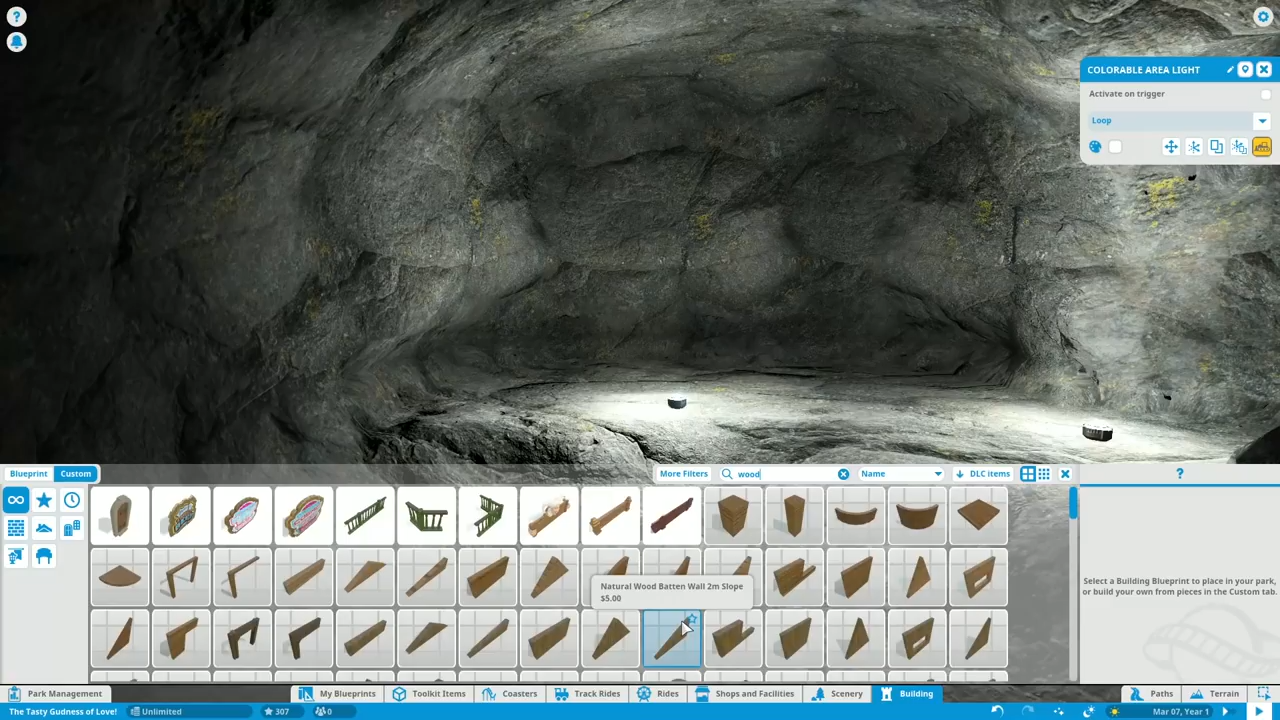 ?
COLORABLE AREA LIGHT
Activate on trigger
Loop
Blueprint
Custom
More Filters
wood
Name
DLC items
?
Natural Wood Batten Wall 2m Slope
$5.00
Select a Building Blueprint to place in your park,
or build your own from pieces in the Custom tab.
Park Management
My Blueprints
Toolkit Items
Coasters
Track Rides
Rides
Shops and Facilities
Scenery
Building
Paths
Terrain
The Tasty Gudness of Love!
Unlimited
307
0
Mar 07, Year 1